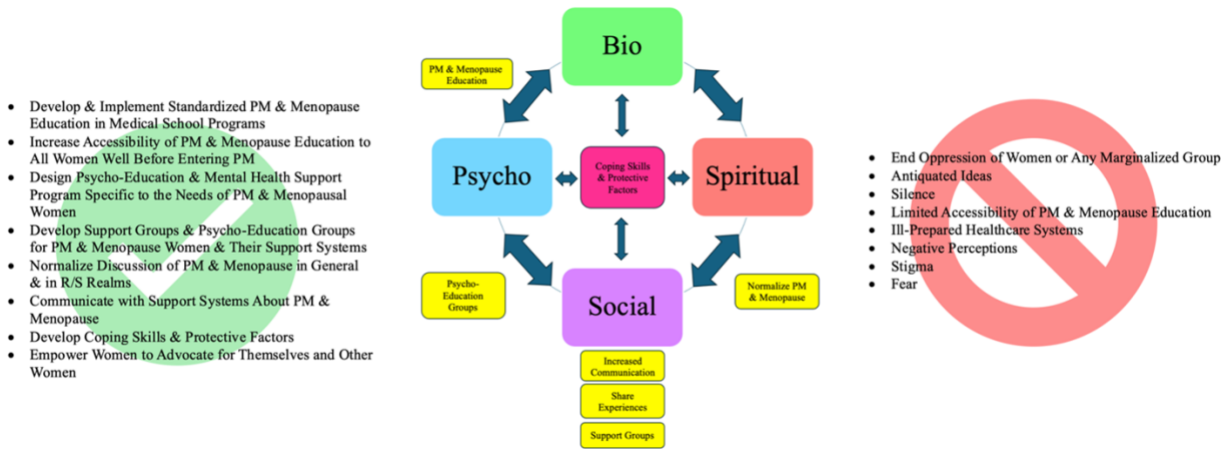 • Develop & Implement Standardized PM & Menopause
Education in Medical School Programs
• Increase Accessibility of PM & Menopause Education to
All Women Well Before Entering PM
• Design Psycho-Education & Mental Health Support
Program Specific to the Needs of PM & Menopausal
Women
• Develop Support Groups & Psycho-Education Groups
for PM & Menopause Women & Their Support Systems
• Normalize Discussion of PM & Menopause in General
& in R/S Realms
• Communicate with Support Systems About PM &
Menopause
• Develop Coping Skills & Protective Factors
• Empower Women to Advocate for Themselves and Other
Women
Bio
PM & Menopause
Education
Psycho
Coping Skills
& Protective
Factors
Spiritual
Psycho-
Education
Groups
Social
Normalize PM
& Menopause
Increased
Communication
Share
Experiences
Support Groups
• End Oppression of Women or Any Marginalized Group
• Antiquated Ideas
• Silence
• Limited Accessibility of PM & Menopause Education
• Ill-Prepared Healthcare Systems
• Negative Perceptions
• Stigma
• Fear